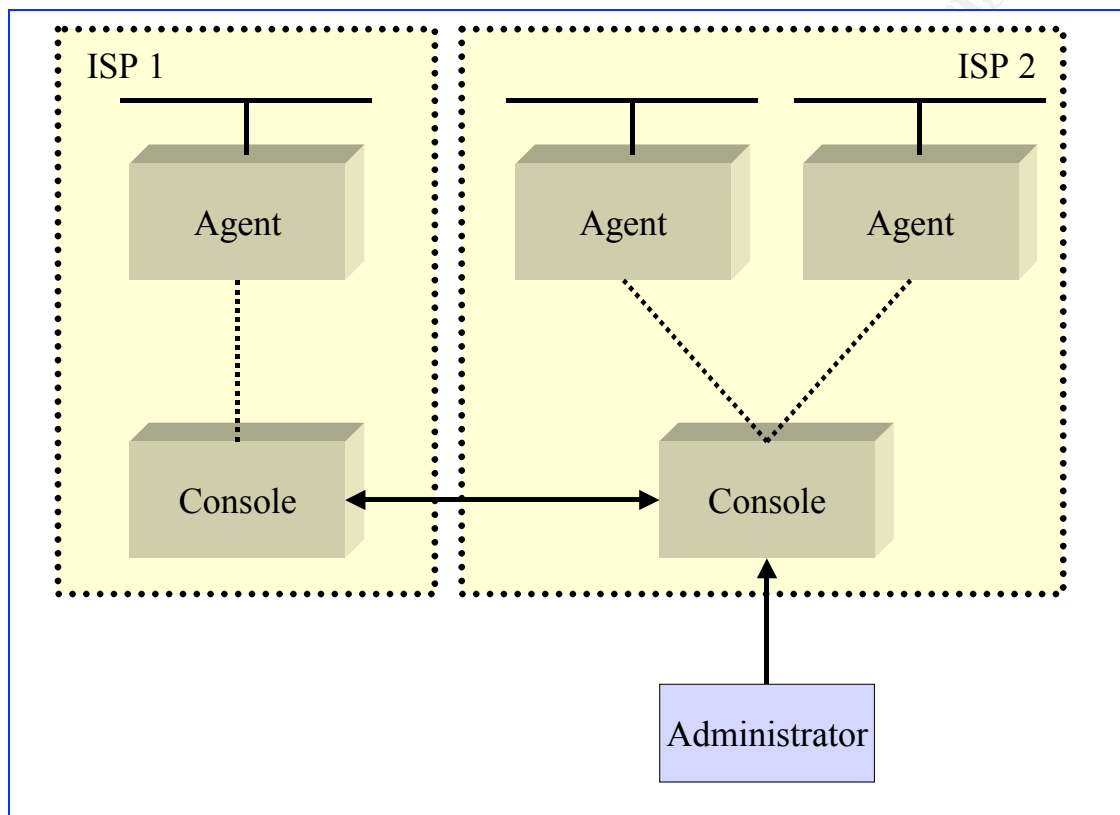 ISP 1
ISP 2
Agent
Agent
Agent
Console
Console
Administrator